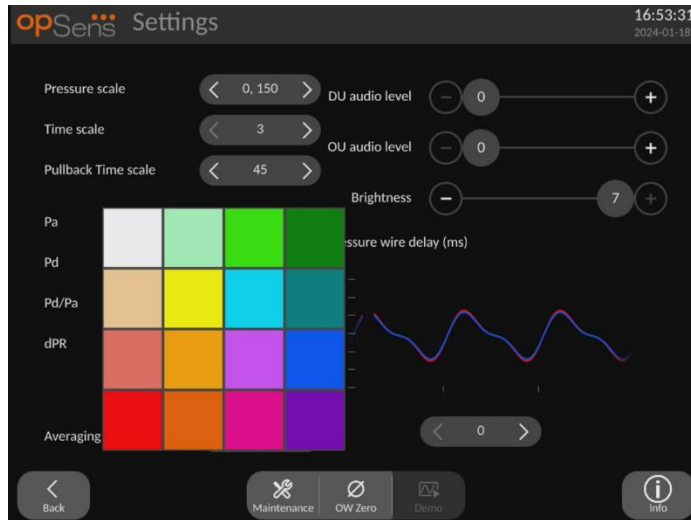 opSens Settings
16:53:31
2024-01-18
Pressure scale
0, 150
DU audio level
0
Time scale
3
OU audio level
0
Pullback Time scale
45
Brightness
7
Pa
ssure wire delay (ms)
Pd
Pd/Pa
dPR
Averaging
0
Back
Maintenance
OW Zero
Demo
Info